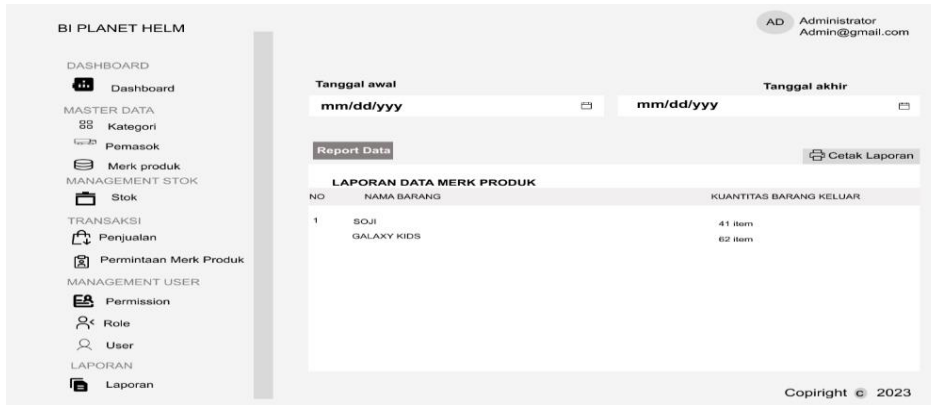 BI PLANET HELM
AD Administrator
Admin@gmail.com
DASHBOARD
Dashboard
MASTER DATA
Kategori
Pemasok
Merk produk
MANAGEMENT STOK
Stok
TRANSAKSI
Penjualan
Permintaan Merk Produk
MANAGEMENT USER
Permission
Role
User
LAPORAN
Laporan
Tanggal awal Tanggal akhir
mm/dd/yyy mm/dd/yyy
Report Data Cetak Laporan
LAPORAN DATA MERK PRODUK
NO NAMA BARANG KUANTITAS BARANG KELUAR
1 SOJI 41 item
GALAXY KIDS 62 item
Copiright c 2023